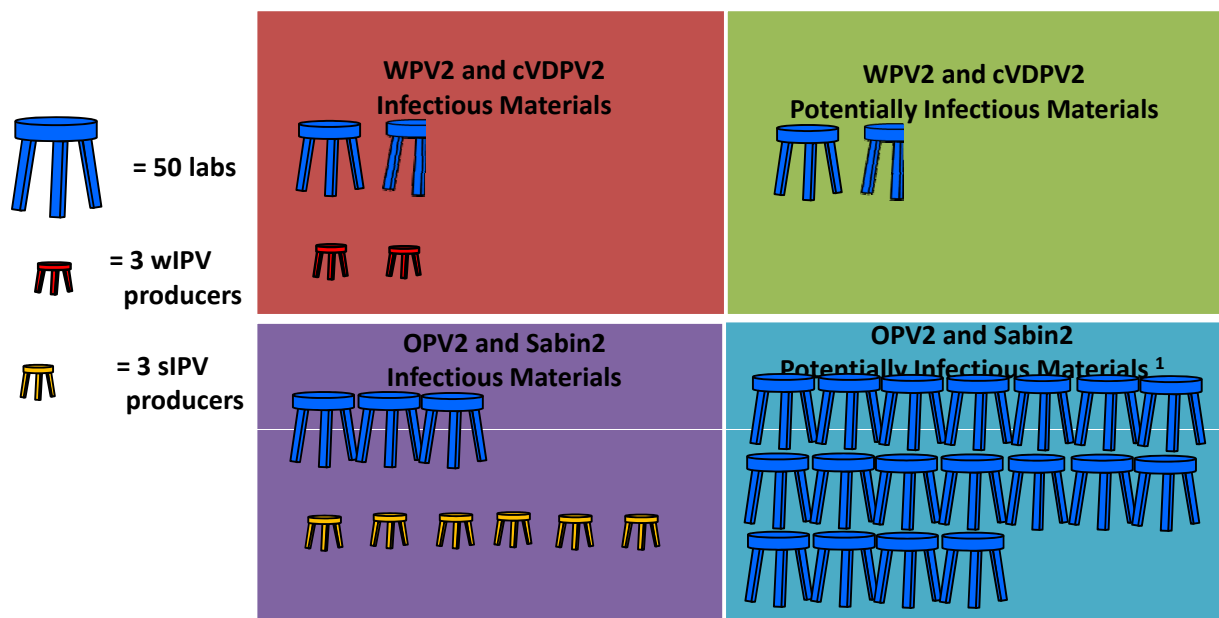 = 50 labs
= 3 wIPV
producers
= 3 sIPV
producers
WPV2 and cVDPV2
Infectious Materials
WPV2 and cVDPV2
Potentially Infectious Materials
OPV2 and Sabin2
Infectious Materials
OPV2 and Sabin2
Potentially Infectious Materials 1